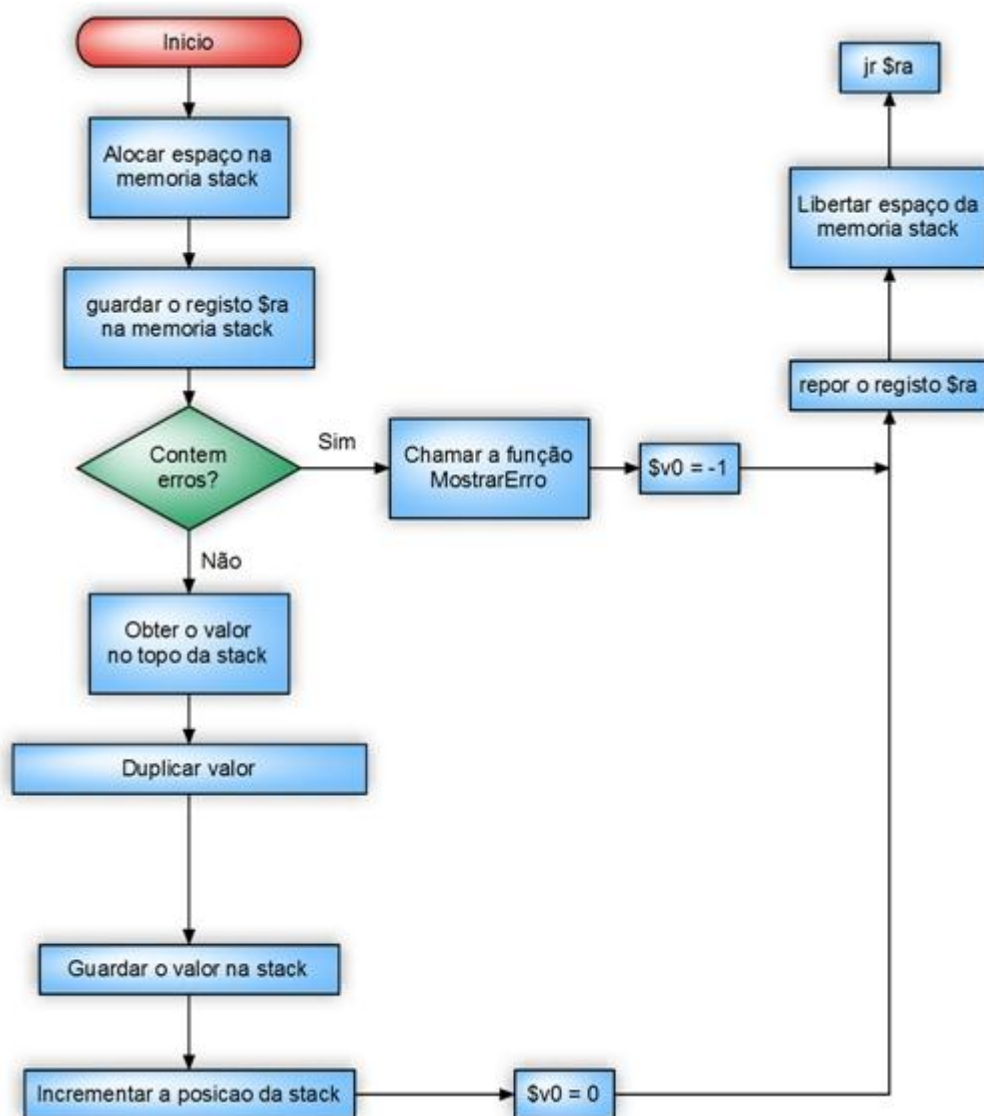 Inicio
Alocar espaço na
memoria stack
guardar o registo $ra
na memoria stack
Contem
erros?
Sim
Chamar a função
MostrarErro
$v0 = -1
Não
Obter o valor
no topo da stack
Duplicar valor
Guardar o valor na stack
Incrementar a posicao da stack
$v0 = 0
repor o registo $ra
Libertar espaço da
memoria stack
jr $ra